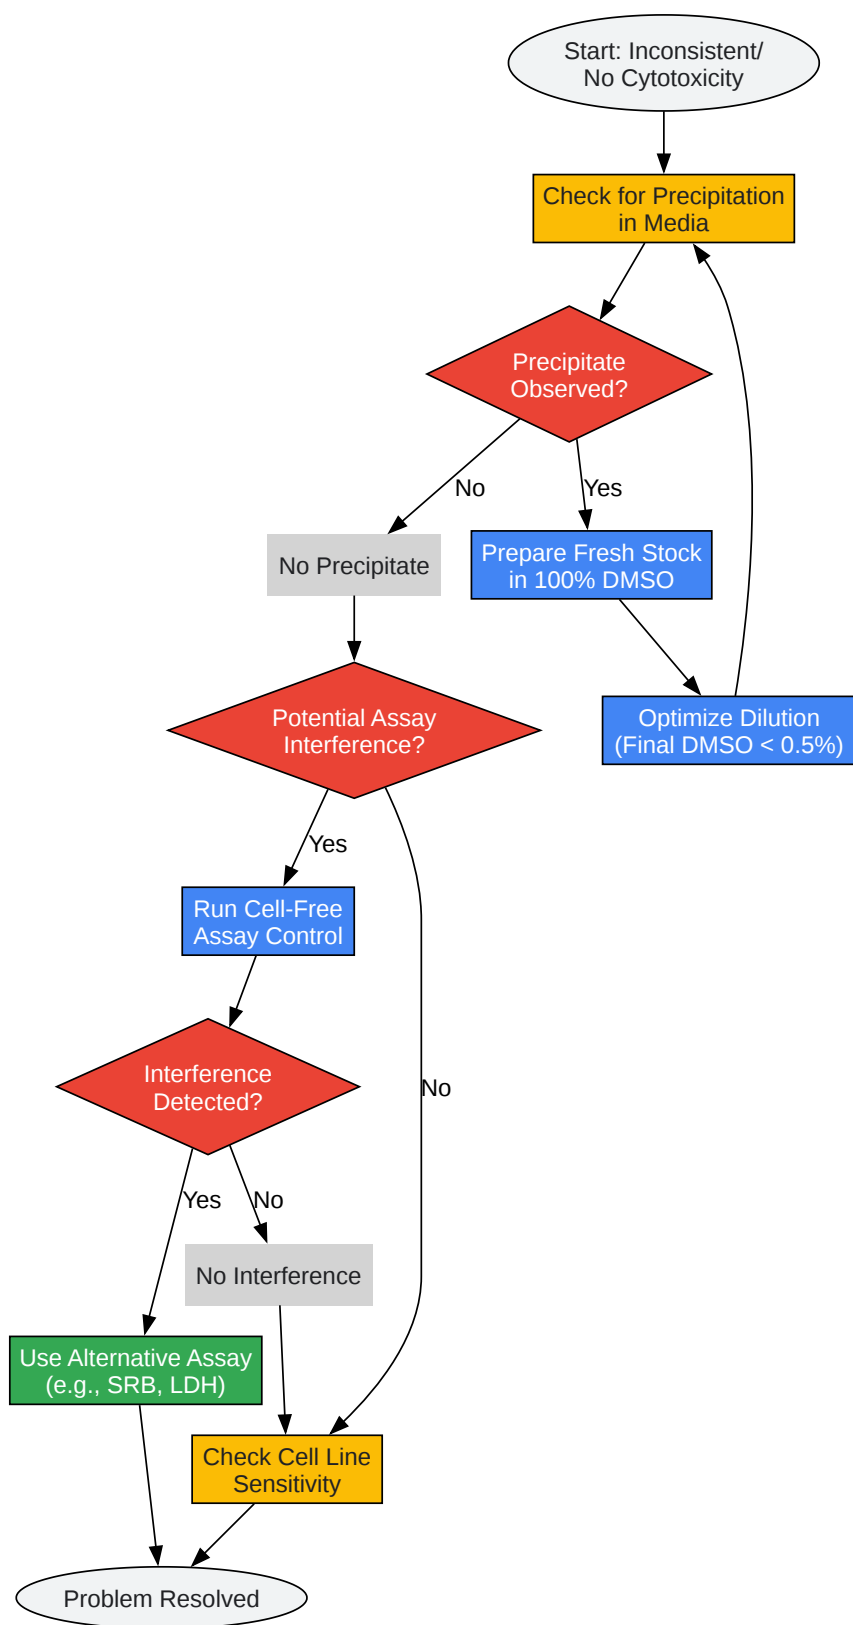 Start: Inconsistent/
No Cytotoxicity
Check for Precipitation
in Media
Precipitate
Observed?
No
Yes
No Precipitate
Prepare Fresh Stock
in 100% DMSO
Potential Assay
Interference?
Optimize Dilution
(Final DMSO < 0.5%)
Yes
Run Cell-Free
Assay Control
Interference
Detected?
No
Yes
No
No Interference
Use Alternative Assay
(e.g., SRB, LDH)
Check Cell Line
Sensitivity
Problem Resolved